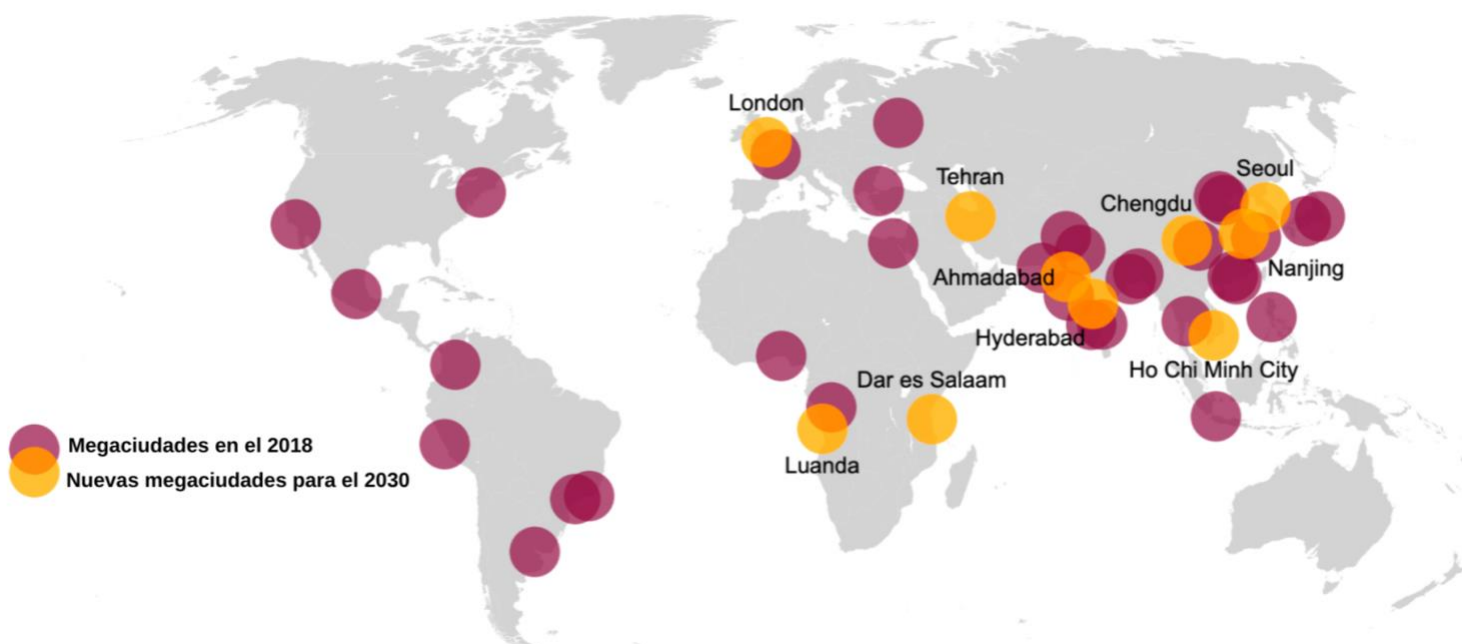 London
Seoul
Tehran
Chengdu
Nanjing
Ahmadabad
Hyderabad
Ho Chi Minh City
Dar es Salaam
Luanda
Megaciudades en el 2018
Nuevas megaciudades para el 2030